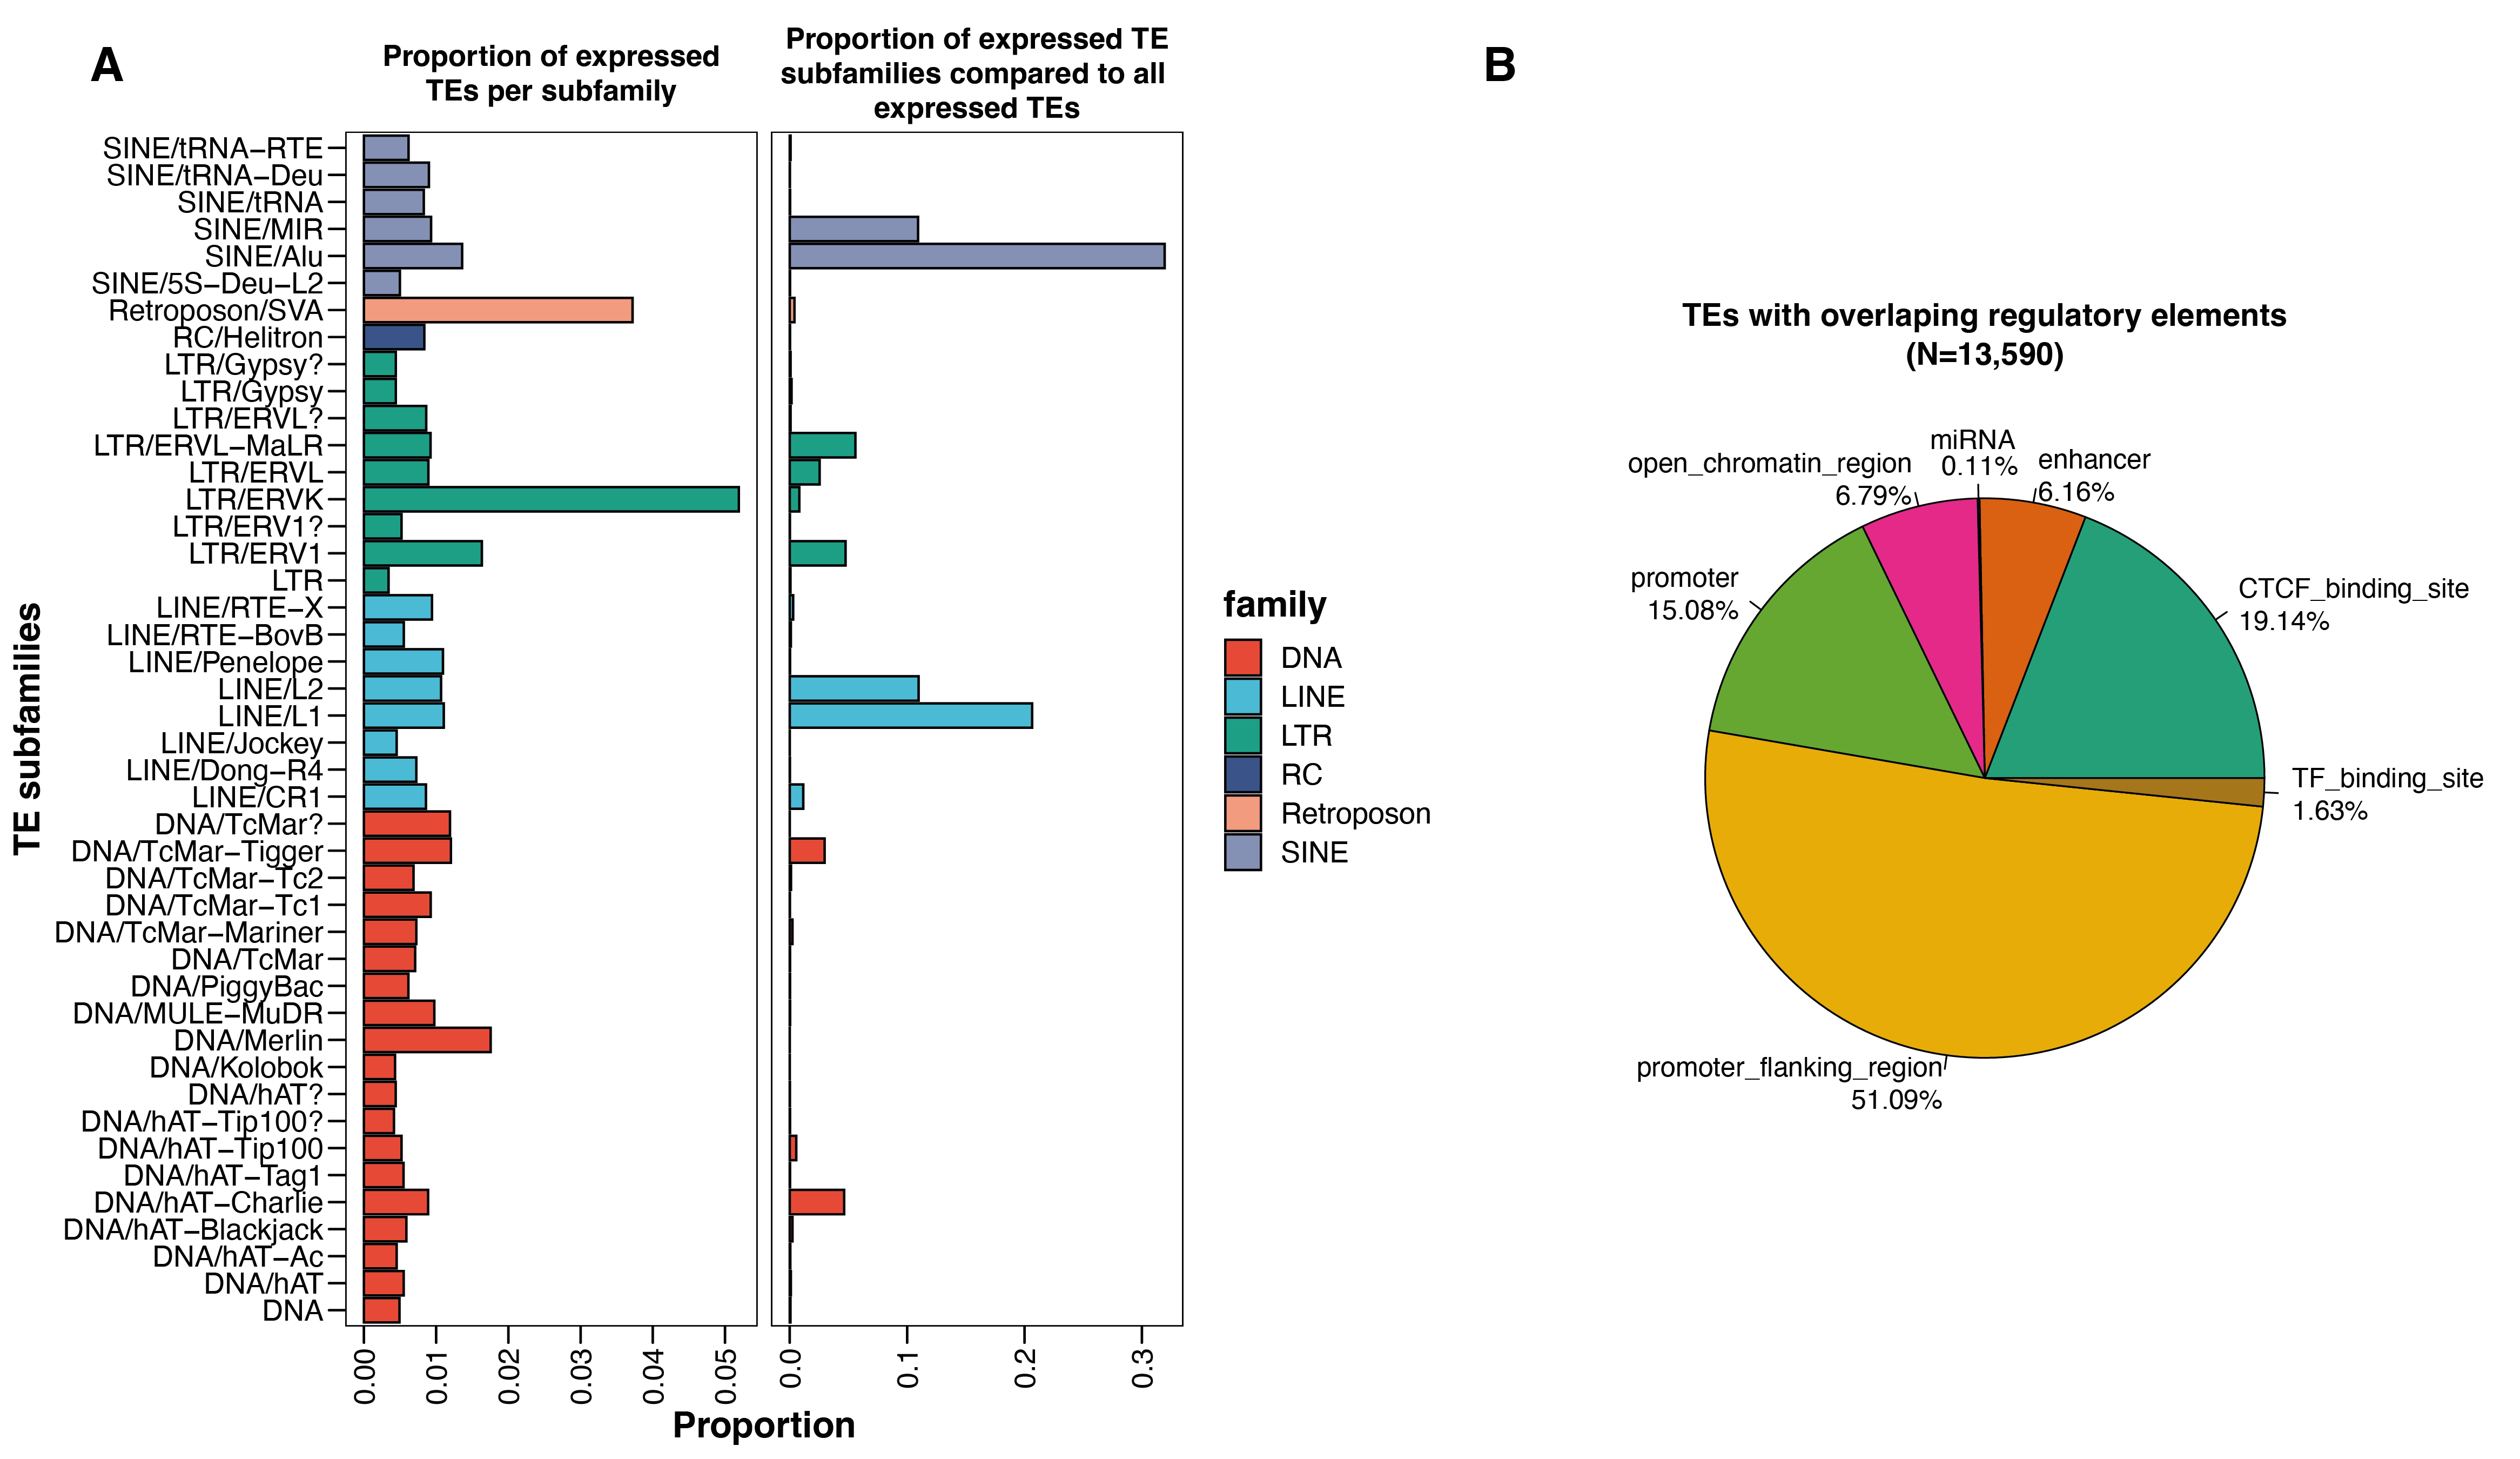 A
Proportion of expressed
TEs per subfamily
Proportion of expressed TE
subfamilies compared to all
expressed TEs
TE subfamilies
SINE/tRNA−RTE
SINE/tRNA−Deu
SINE/tRNA
SINE/MIR
SINE/Alu
SINE/5S−Deu−L2
Retroposon/SVA
RC/Helitron
LTR/Gypsy?
LTR/Gypsy
LTR/ERVL?
LTR/ERVL−MaLR
LTR/ERVL
LTR/ERVK
LTR/ERV1?
LTR/ERV1
LTR
LINE/RTE−X
LINE/RTE−BovB
LINE/Penelope
LINE/L2
LINE/L1
LINE/Jockey
LINE/Dong−R4
LINE/CR1
DNA/TcMar?
DNA/TcMar−Tigger
DNA/TcMar−Tc2
DNA/TcMar−Tc1
DNA/TcMar−Mariner
DNA/TcMar
DNA/PiggyBac
DNA/MULE−MuDR
DNA/Merlin
DNA/Kolobok
DNA/hAT?
DNA/hAT−Tip100?
DNA/hAT−Tip100
DNA/hAT−Tag1
DNA/hAT−Charlie
DNA/hAT−Blackjack
DNA/hAT−Ac
DNA/hAT
DNA
0.00 0.01 0.02 0.03 0.04 0.05
0.0 0.1 0.2 0.3
Proportion
family
DNA
LINE
LTR
RC
Retroposon
SINE
B
TEs with overlaping regulatory elements
(N=13,590)
miRNA
0.11%
enhancer
6.16%
CTCF_binding_site
19.14%
TF_binding_site
1.63%
promoter_flanking_region
51.09%
promoter
15.08%
open_chromatin_region
6.79%